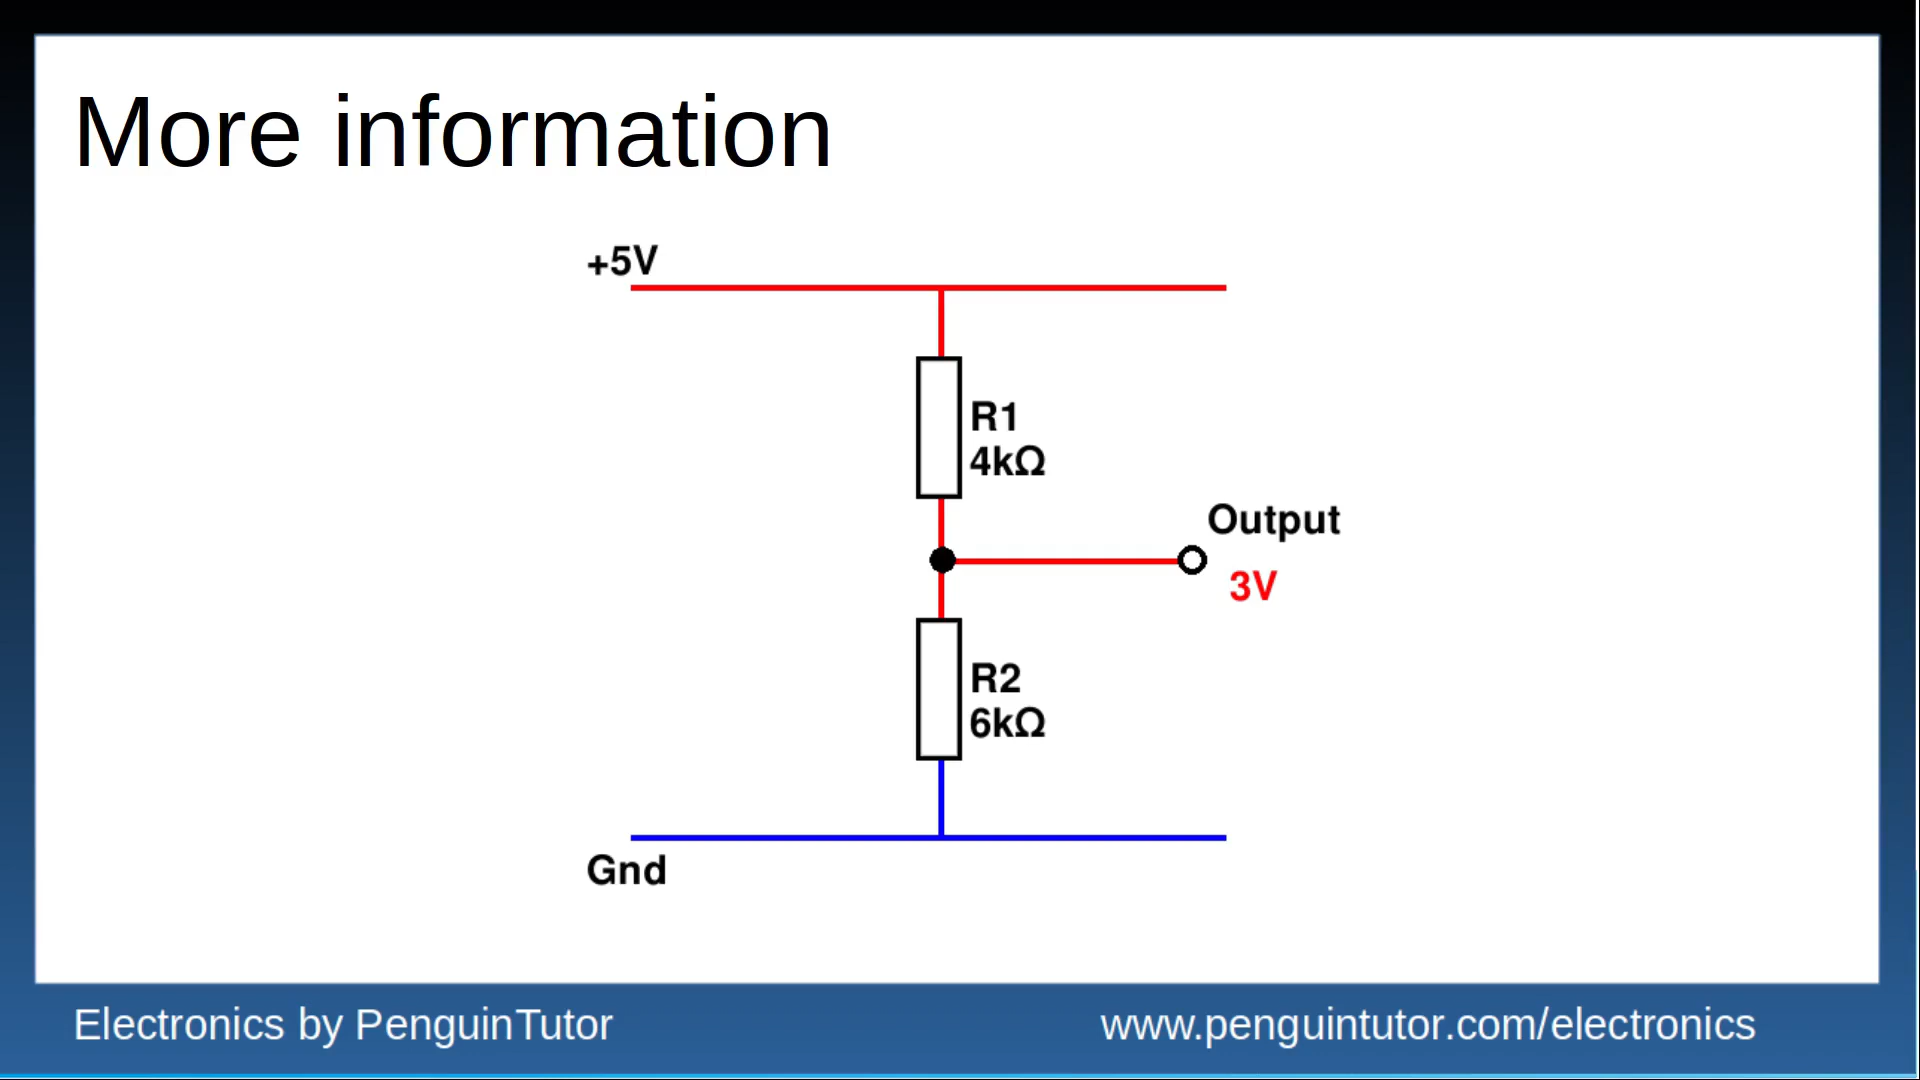 More information
+5V
R1
4kΩ
Output
3V
R2
6kΩ
Gnd
Electronics by PenguinTutor
www.penguintutor.com/electronics